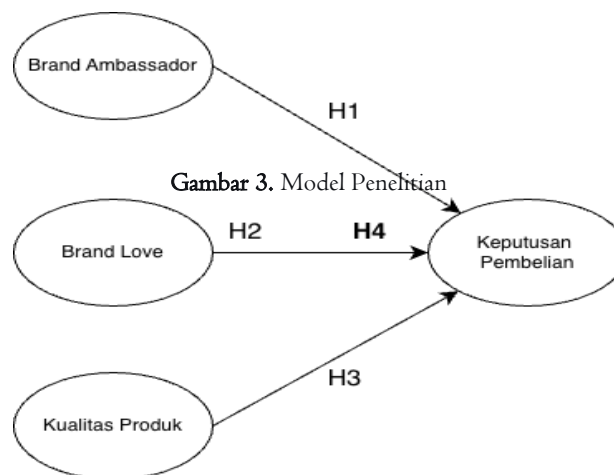 Brand Ambassador
H1
Gambar 3. Model Penelitian
Brand Love
H2
H4
Keputusan
Pembelian
H3
Kualitas Produk